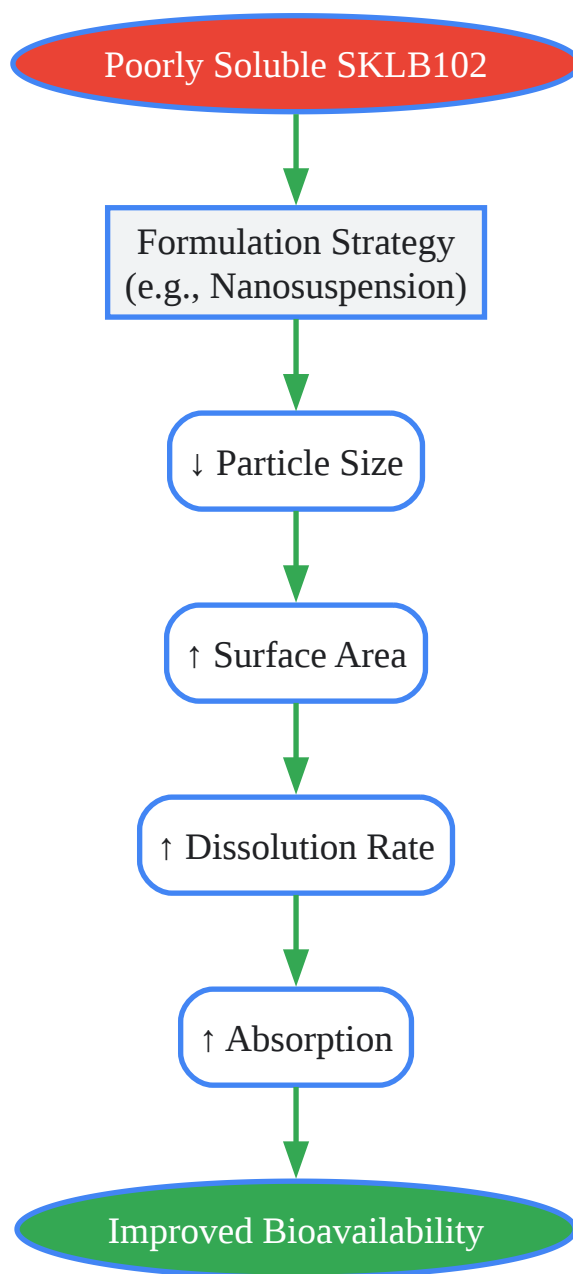 Poorly Soluble SKLB102
Formulation Strategy
(e.g., Nanosuspension)
↓ Particle Size
↑ Surface Area
↑ Dissolution Rate
↑ Absorption
Improved Bioavailability